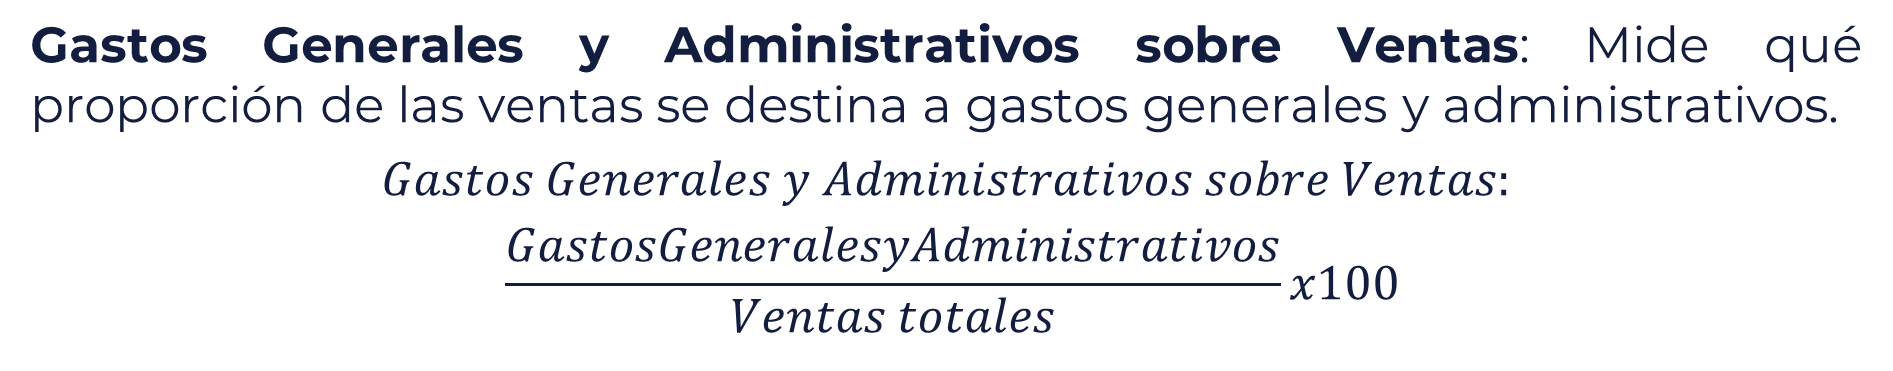 Gastos Generales y Administrativos sobre Ventas: Mide qué
proporción de las ventas se destina a gastos generales y administrativos.
Gastos Generales y Administrativos sobre Ventas:
GastosGeneralesyAdministrativos
x100
Ventas totales